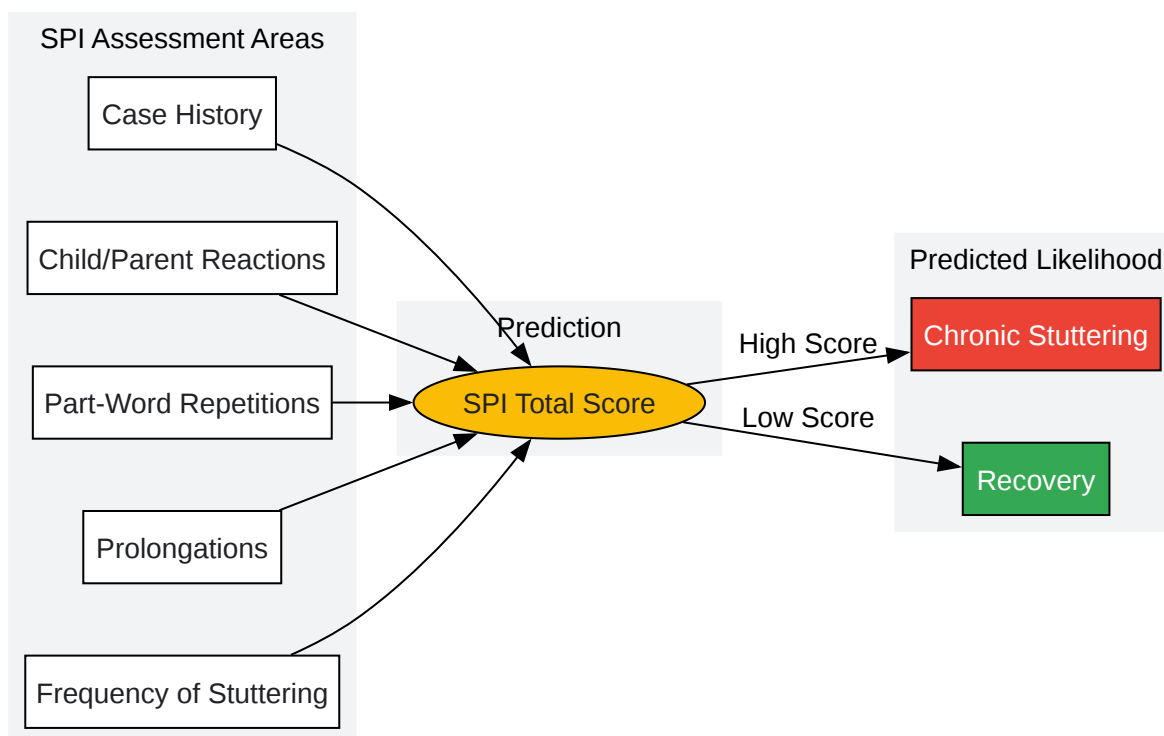 SPI Assessment Areas
Case History
Child/Parent Reactions
Part-Word Repetitions
Prolongations
Frequency of Stuttering
Prediction
SPI Total Score
High Score
Low Score
Predicted Likelihood
Chronic Stuttering
Recovery